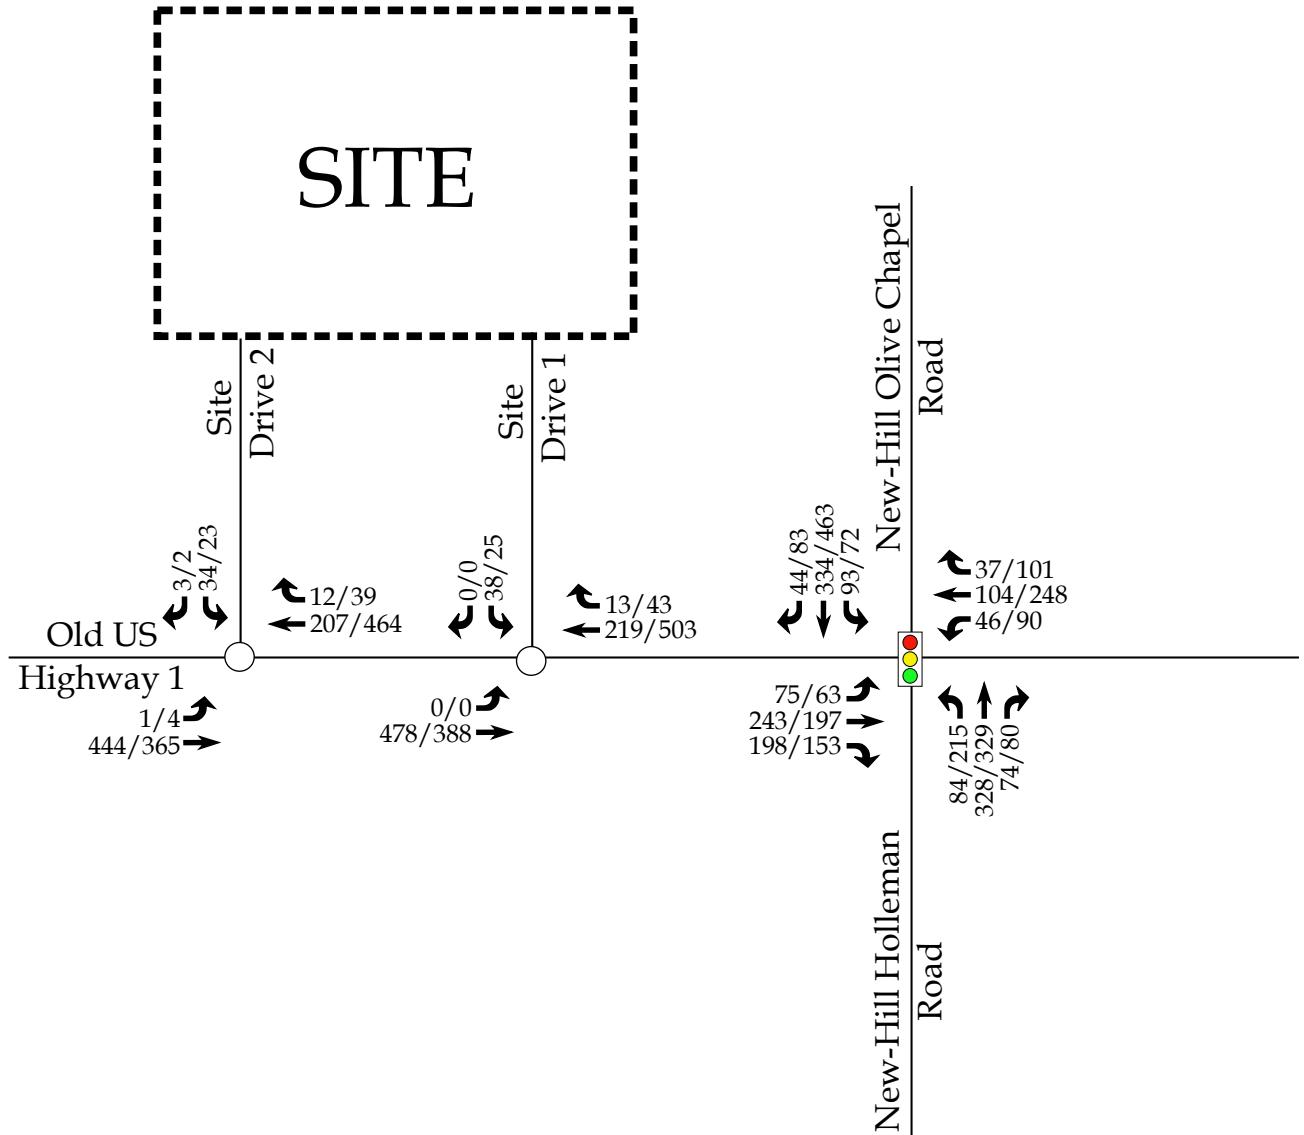 SITE
New-Hill Olive Chapel
Road
Site
Drive 2
Site
Drive 1
3/2
34/23
12/39
207/464
0/0
38/25
13/43
219/503
44/83
334/463
93/72
37/101
104/248
46/90
Old US
Highway 1
1/4
444/365
0/0
478/388
75/63
243/197
198/153
84/215
328/329
74/80
New-Hill Holleman
Road